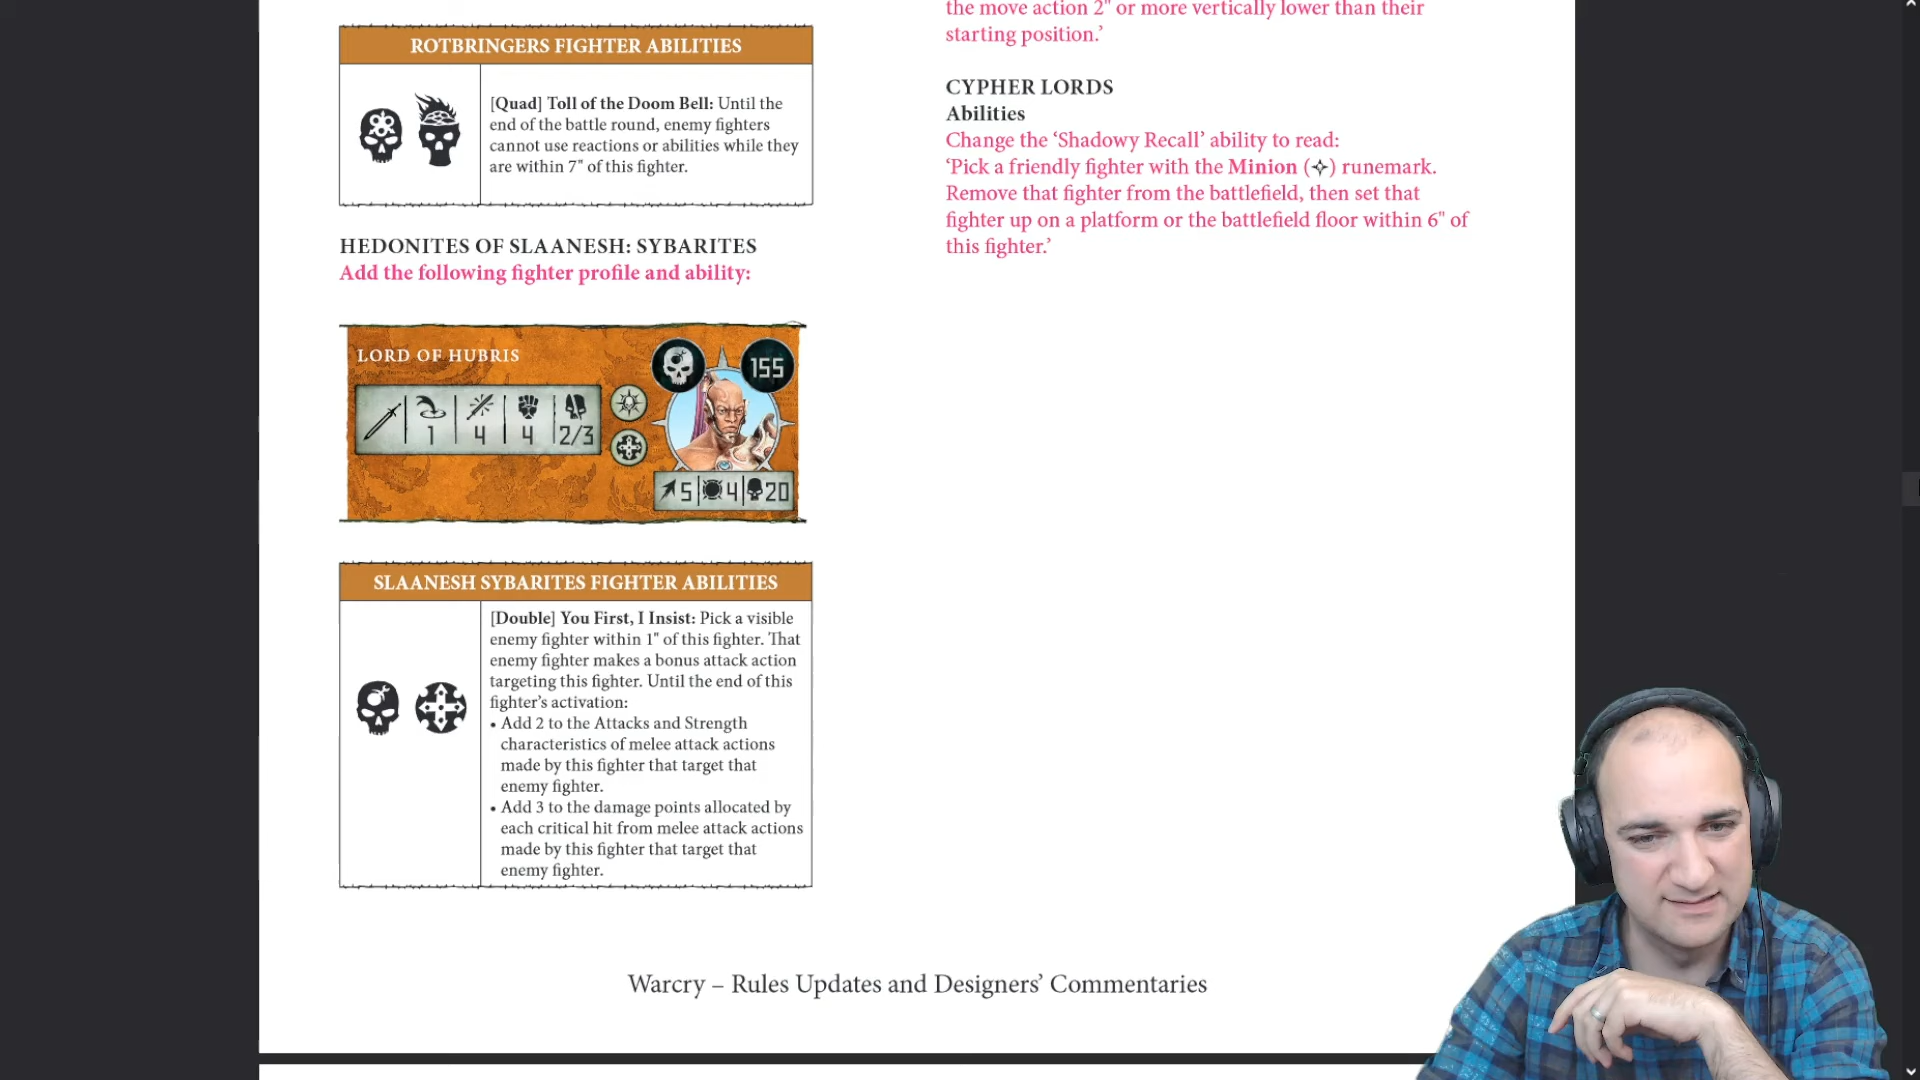 ROTBRINGERS FIGHTER ABILITIES
[Quad] Toll of the Doom Bell: Until the
end of the battle round, enemy fighters
cannot use reactions or abilities while they
are within 7" of this fighter.
HEDONITES OF SLAANESH: SYBARITES
Add the following fighter profile and ability:
LORD OF HUBRIS
155
1
4
4
2/3
5
4
20
SLAANESH SYBARITES FIGHTER ABILITIES
[Double] You First, I Insist: Pick a visible
enemy fighter within 1" of this fighter. That
enemy fighter makes a bonus attack action
targeting this fighter. Until the end of this
fighter's activation:
• Add 2 to the Attacks and Strength
characteristics of melee attack actions
made by this fighter that target that
enemy fighter.
• Add 3 to the damage points allocated by
each critical hit from melee attack actions
made by this fighter that target that
enemy fighter.
the move action 2" or more vertically lower than their
starting position.’
CYPHER LORDS
Abilities
Change the ‘Shadowy Recall’ ability to read:
‘Pick a friendly fighter with the Minion () runemark.
Remove that fighter from the battlefield, then set that
fighter up on a platform or the battlefield floor within 6" of
this fighter.’
Warcry – Rules Updates and Designers’ Commentaries